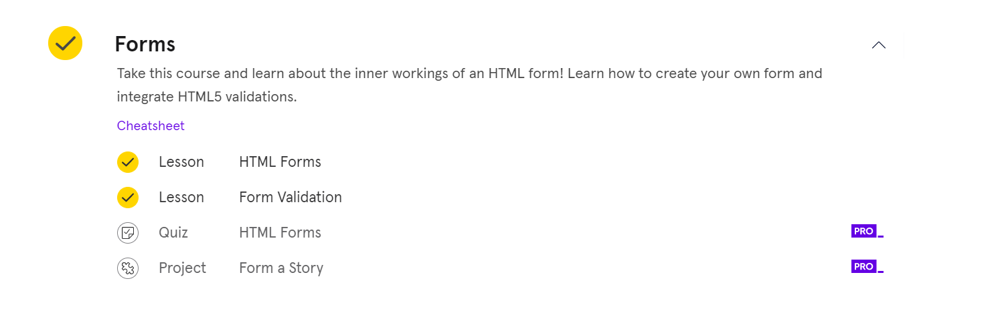 Forms
Take this course and learn about the inner workings of an HTML form! Learn how to create your own form and
integrate HTML5 validations.
Cheatsheet
Lesson HTML Forms
Lesson Form Validation
Quiz HTML Forms PRO_
Project Form a Story PRO_